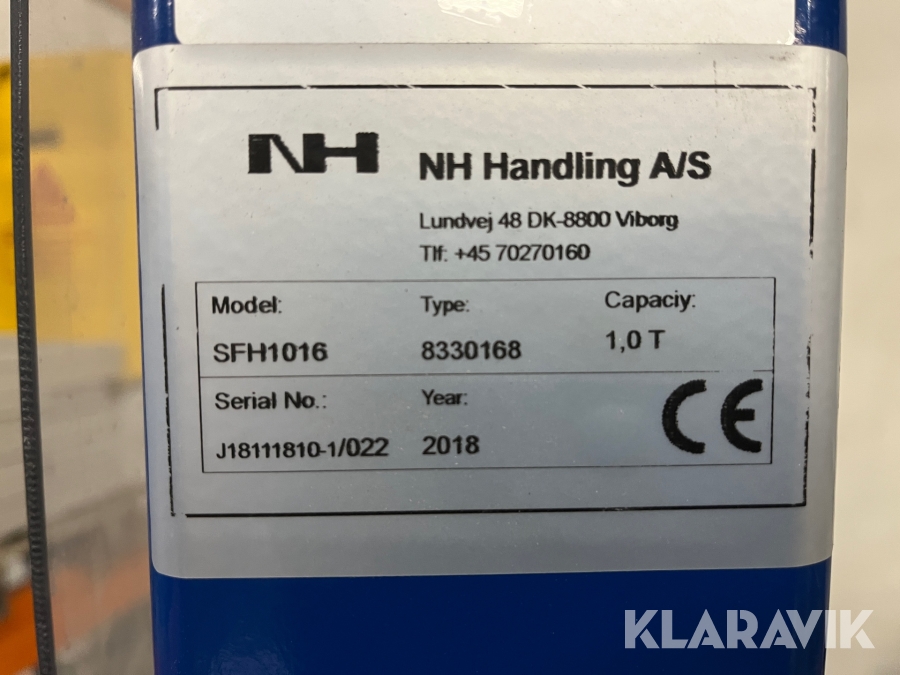 NH NH Handling A/S
Lundvej 48 DK-8800 Viborg
Tlf: +45 70270160
Model: Type: Capaciy:
SFH1016 8330168 1,0 T
Serial No.: Year:
J18111810-1/022 2018 CE
KLARAVIK